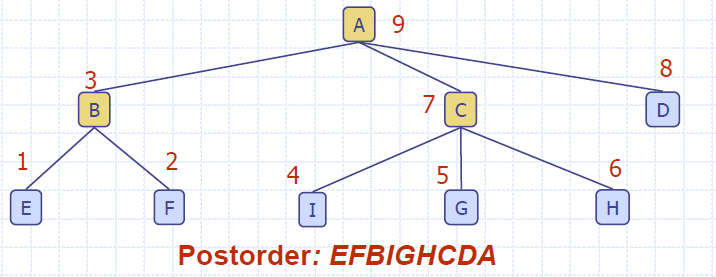 A 9
3 8
B 7 C D
1 2 4 5 6
E F I G H
Postorder: EFBIGHCDA